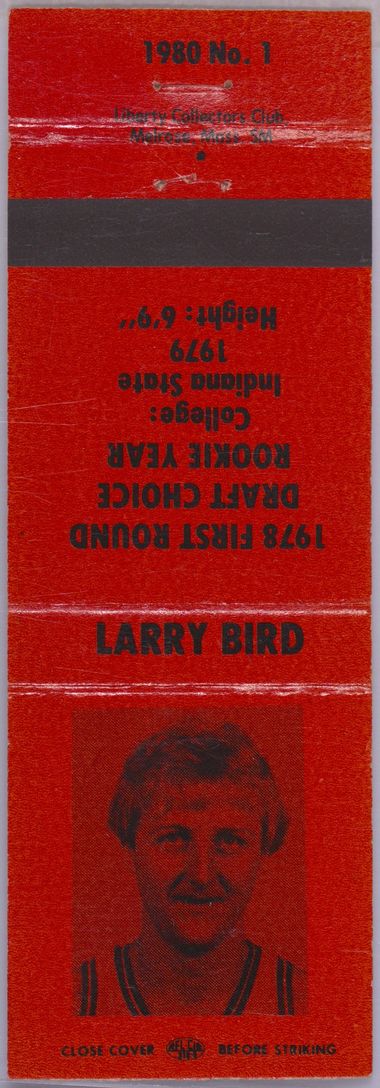 1980 No. 1
Liberty Collectors Club
Melrose, Mass. SM
1978 FIRST ROUND
DRAFT CHOICE
ROOKIE YEAR
College:
Indiana State
1979
Height: 6'9"
LARRY BIRD
CLOSE COVER BEFORE STRIKING